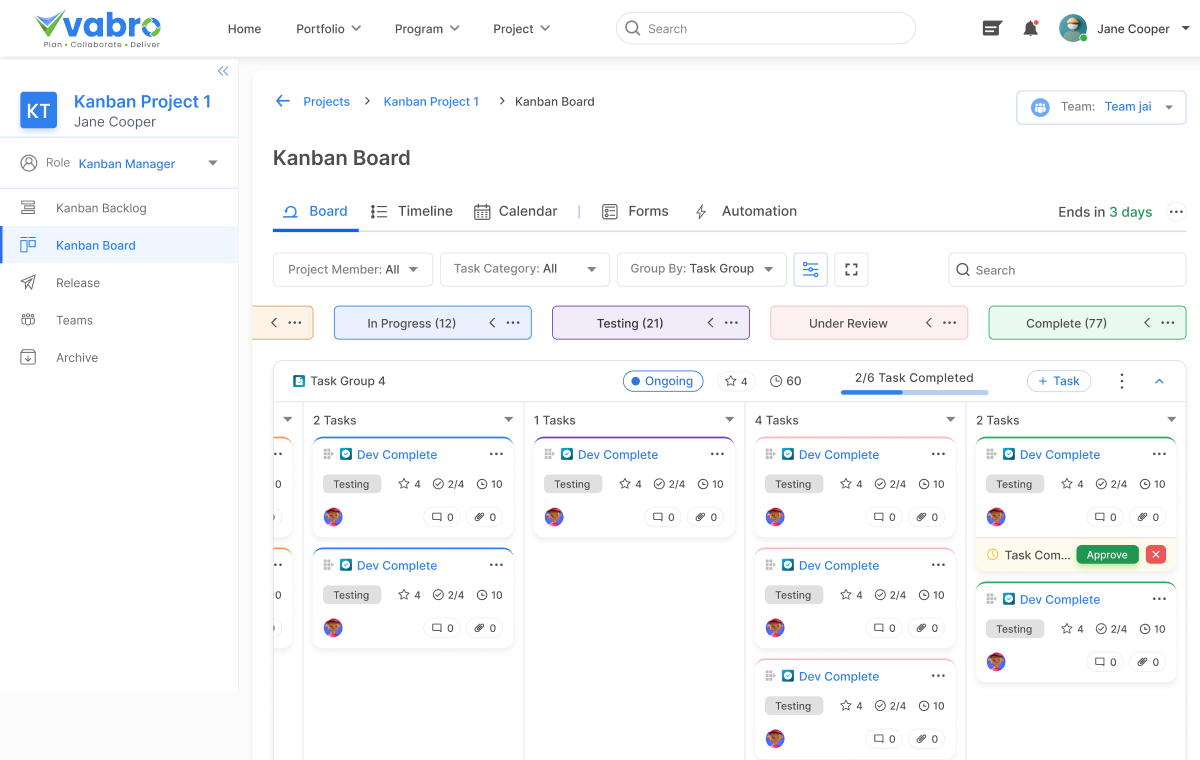 vabro
Plan • Collaborate • Deliver
Home
Portfolio
Program
Project
Search
Jane Cooper
KT
Kanban Project 1
Jane Cooper
Role Kanban Manager
Kanban Backlog
Kanban Board
Release
Teams
Archive
Projects > Kanban Project 1 > Kanban Board
Team: Team jai
Kanban Board
Board
Timeline
Calendar
Forms
Automation
Ends in 3 days
Project Member: All
Task Category: All
Group By: Task Group
Search
In Progress (12)
Testing (21)
Under Review
Complete (77)
Task Group 4
Ongoing
4
60
2/6 Task Completed
+ Task
2 Tasks
1 Tasks
4 Tasks
2 Tasks
Dev Complete
Dev Complete
Dev Complete
Dev Complete
0
Testing 4 2/4 10
Testing 4 2/4 10
Testing 4 2/4 10
Testing 4 2/4 10
0 0
0 0
0 0
0 0
Task Com... Approve
Dev Complete
Dev Complete
Dev Complete
0
Testing 4 2/4 10
Testing 4 2/4 10
Testing 4 2/4 10
0 0
0 0
0 0
Dev Complete
Testing 4 2/4 10
0 0